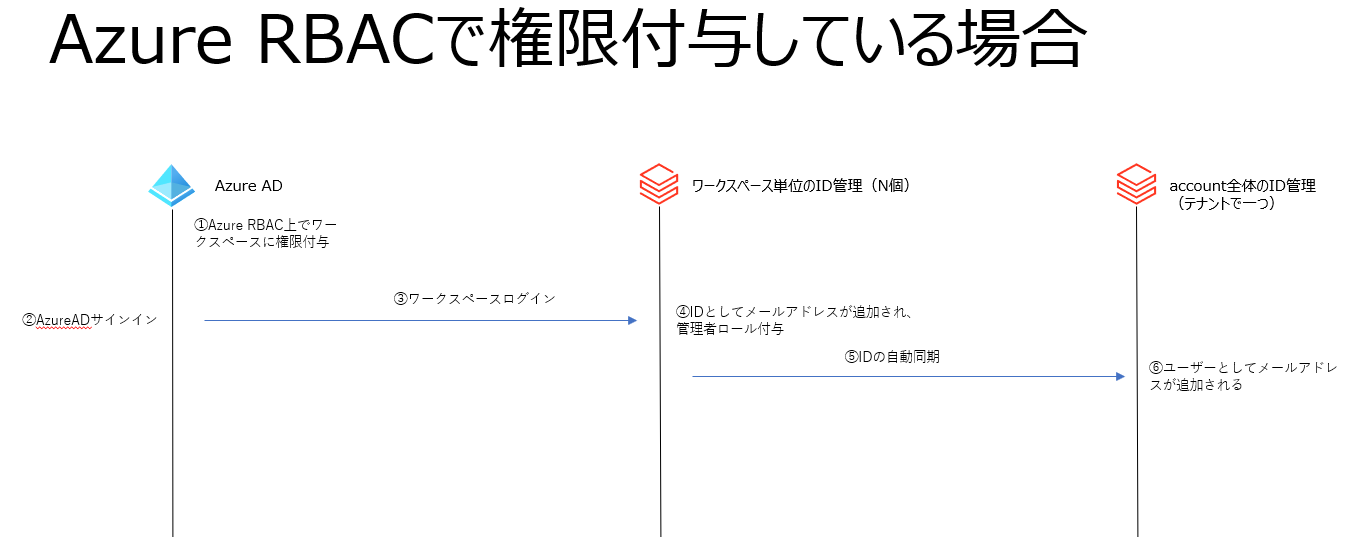 Azure RBACで権限付与している場合
Azure AD
ワークスペース単位のID管理（N個）
account全体のID管理
（テナントで一つ）
①Azure RBAC上でワー
クスペースに権限付与
③ワークスペースログイン
②AzureADサインイン
④IDとしてメールアドレスが追加され、
管理者ロール付与
⑤IDの自動同期
⑥ユーザーとしてメールアドレ
スが追加される